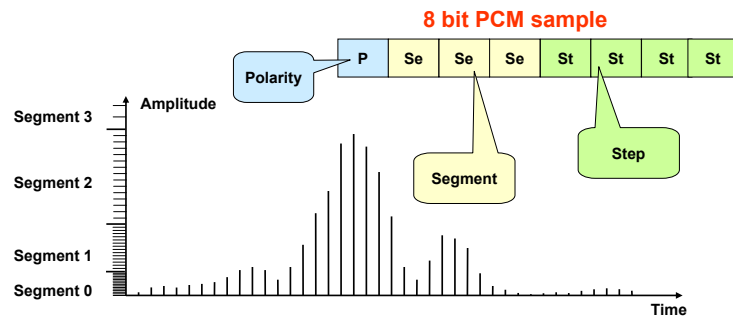 8 bit PCM sample
P Se Se Se St St St St
Polarity
Amplitude
Segment 3
Step
Segment
Segment 2
Segment 1
Segment 0
Time